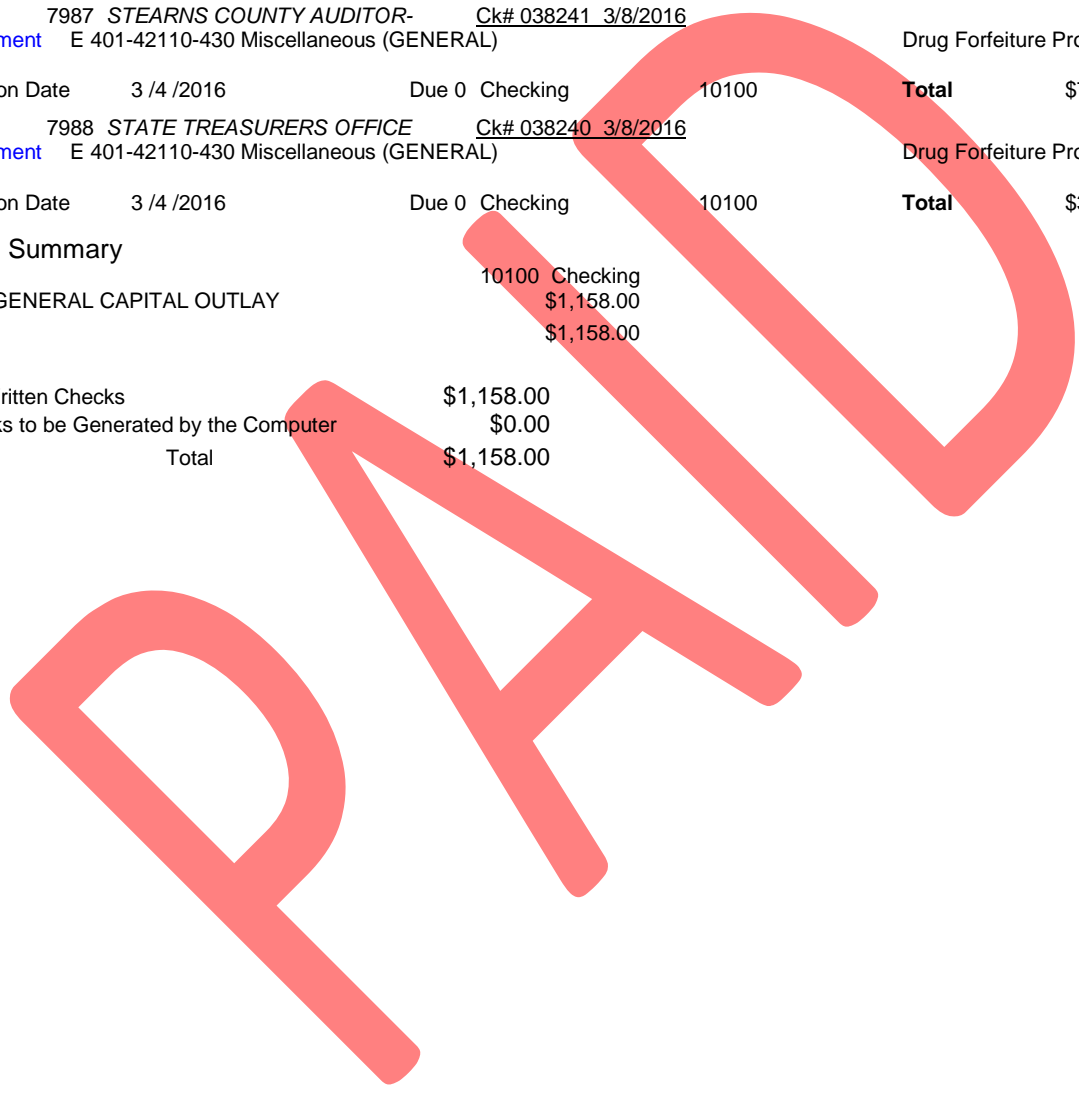 7987 STEARNS COUNTY AUDITOR- Ck# 038241 3/8/2016
ment E 401-42110-430 Miscellaneous (GENERAL) Drug Forfeiture Pro
on Date 3 /4 /2016 Due 0 Checking 10100 Total
7988 STATE TREASURERS OFFICE Ck# 038240 3/8/2016
ment E 401-42110-430 Miscellaneous (GENERAL) Drug Forfeiture Pro
on Date 3 /4 /2016 Due 0 Checking 10100 Total
Summary
10100 Checking
GENERAL CAPITAL OUTLAY $1,158.00
$1,158.00
ritten Checks $1,158.00
ks to be Generated by the Computer $0.00
Total $1,158.00
PAID